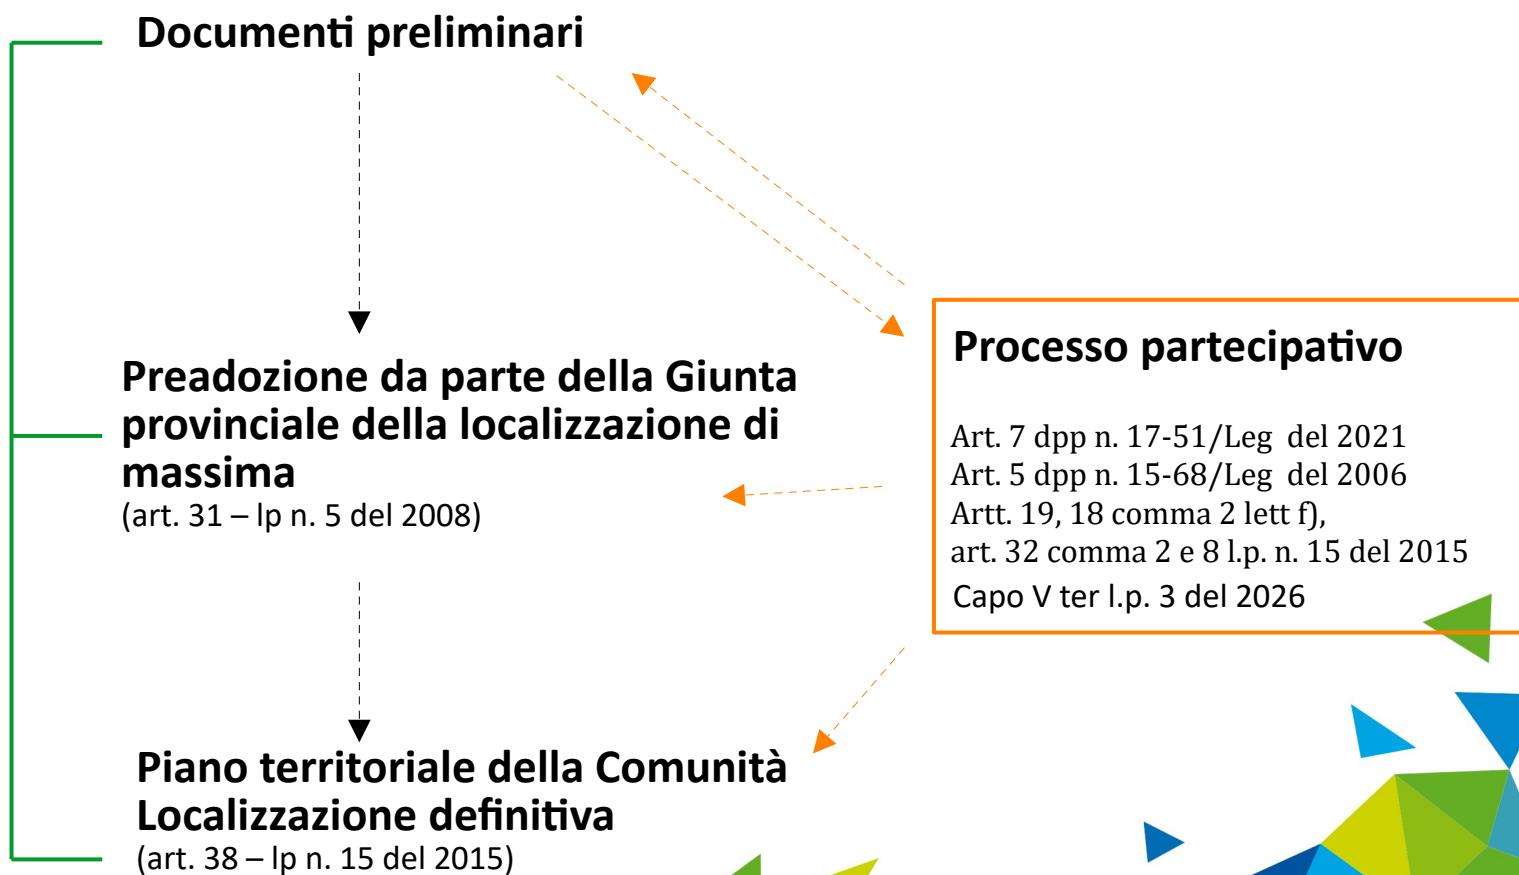 Documenti preliminari
Preadozione da parte della Giunta
provinciale della localizzazione di
massima
(art. 31 – lp n. 5 del 2008)
Processo partecipativo
Art. 7 dpp n. 17-51/Leg del 2021
Art. 5 dpp n. 15-68/Leg del 2006
Artt. 19, 18 comma 2 lett f),
art. 32 comma 2 e 8 l.p. n. 15 del 2015
Capo V ter l.p. 3 del 2026
Piano territoriale della Comunità
Localizzazione definitiva
(art. 38 – lp n. 15 del 2015)